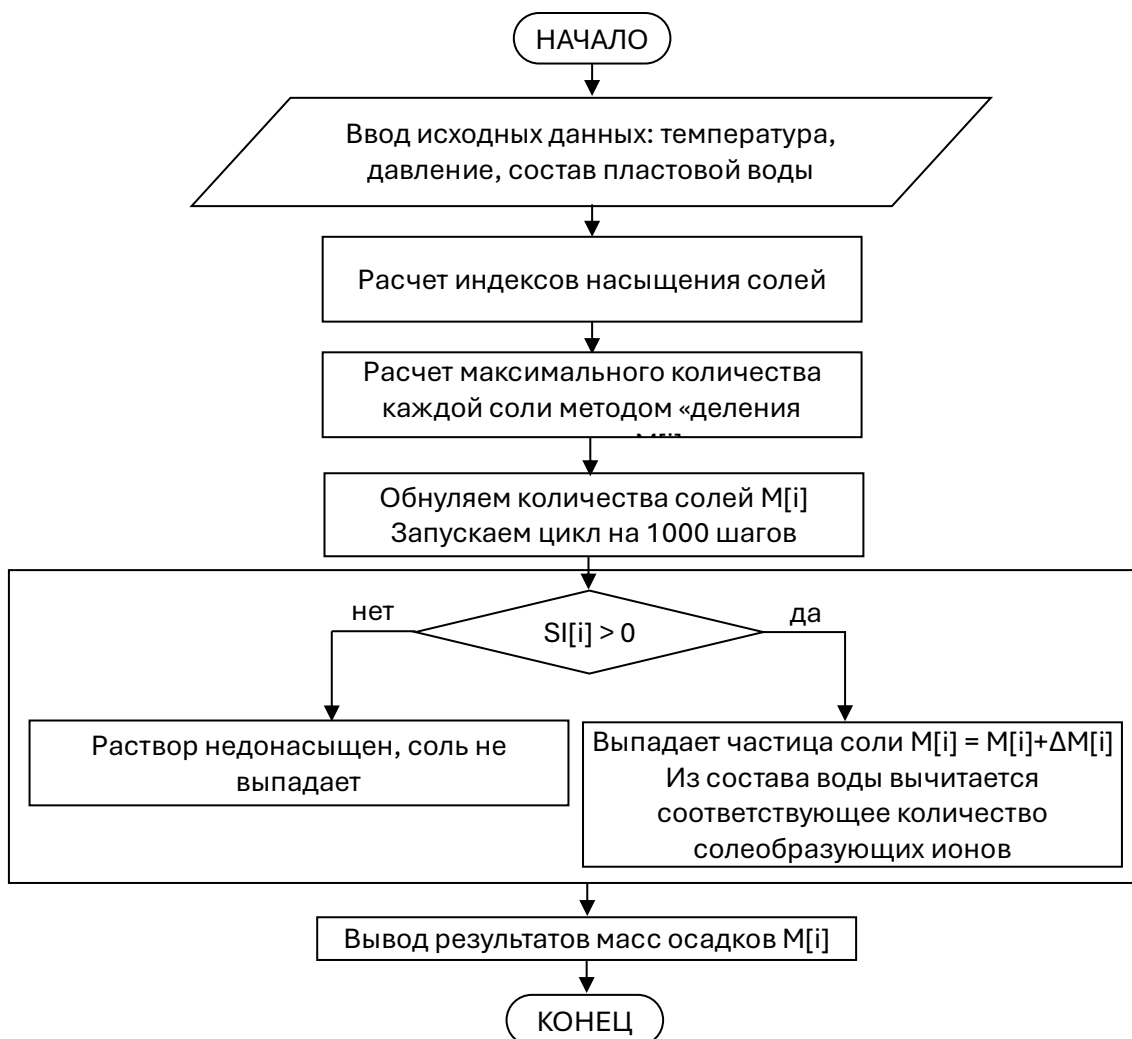 НАЧАЛО
Ввод исходных данных: температура,
давление, состав пластовой воды
Расчет индексов насыщения солей
Расчет максимального количества
каждой соли методом «деления
Обнуляем количества солей M[i]
Запускаем цикл на 1000 шагов
нет
SI[i] > 0
да
Раствор недонасыщен, соль не
выпадает
Выпадает частица соли M[i] = M[i]+ΔM[i]
Из состава воды вычитается
соответствующее количество
солеобразующих ионов
Вывод результатов масс осадков M[i]
КОНЕЦ